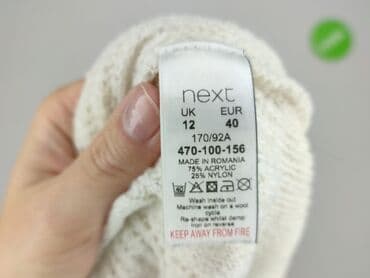 next
UK EUR
12 40
170/92A
470-100-156
MADE IN ROMANIA
75% ACRYLIC
25% NYLON
Wash inside out
Machine wash on a wool
cycle
Re-shape whilst damp
Iron on reverse
KEEP AWAY FROM FIRE